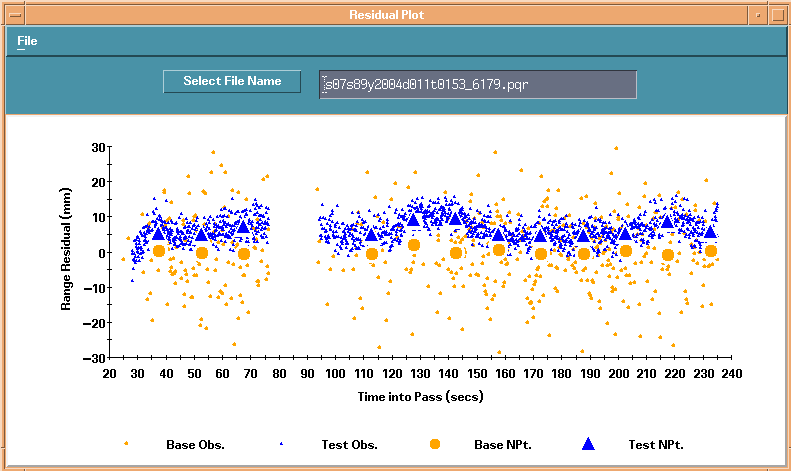 Residual Plot
File
Select File Name
s07s89y2004d011t0153_6179.pqr
30
20
10
0
−10
−20
−30
Range Residual (mm)
20 30 40 50 60 70 80 90 100 110 120 130 140 150 160 170 180 190 200 210 220 230 240
Time into Pass (secs)
Base Obs. Test Obs. Base NPt. Test NPt.